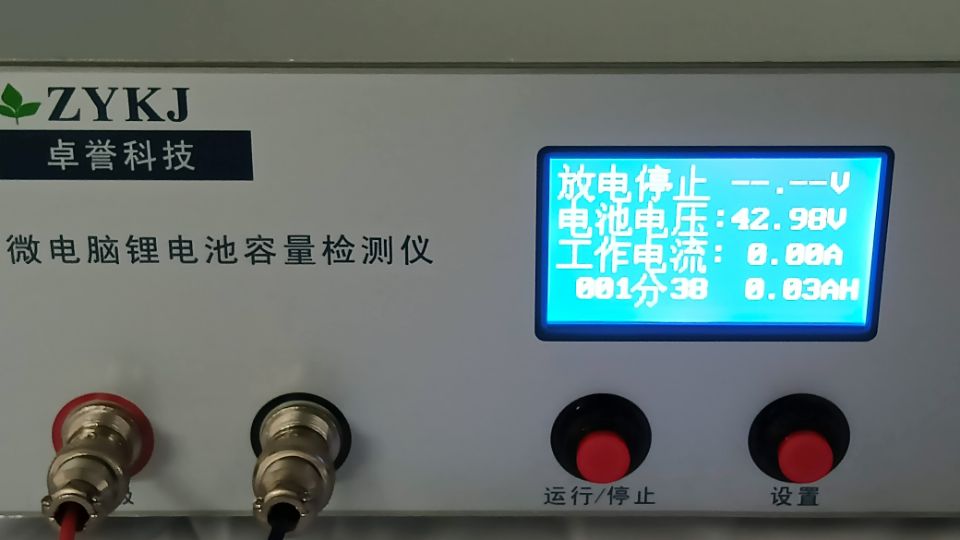 ZYKJ
卓誉科技
微电脑锂电池容量检测仪
放电停止 --.--V
电池电压:42.98V
工作电流: 0.00A
001分38 0.03AH
运行/停止
设置